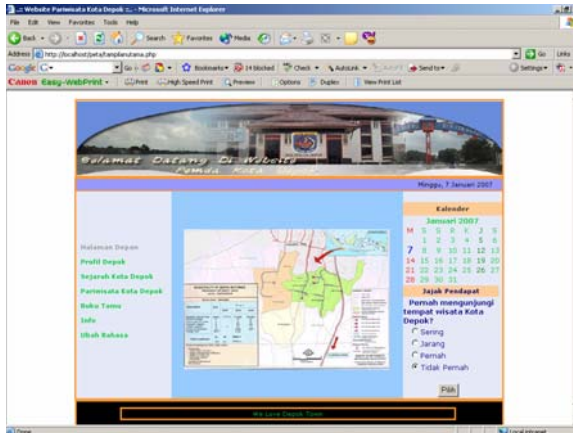 .:: Website Pariwisata Kota Depok ::. - Microsoft Internet Explorer
File Edit View Favorites Tools Help
Back Search Favorites Media
Address http://localhost/peta/tampilanutama.php Go Links
Google Go Bookmarks 14 blocked Check AutoLink Send to Settings
Canon Easy-WebPrint Print High Speed Print Preview Options Duplex View Print List
Selamat Datang Di Website
Pemda Kota Depok
Minggu, 7 Januari 2007
Kalender
Januari 2007
M S S R K J S
1 2 3 4 5 6
7 8 9 10 11 12 13
14 15 16 17 18 19 20
21 22 23 24 25 26 27
28 29 30 31
Halaman Depan
Profil Depok
Sejarah Kota Depok
Pariwisata Kota Depok
Buku Tamu
Info
Ubah Bahasa
Jajak Pendapat
Pernah mengunjungi
tempat wisata Kota
Depok?
Sering
Jarang
Pernah
Tidak Pernah
Pilih
We Love Depok Town
Done
Local intranet